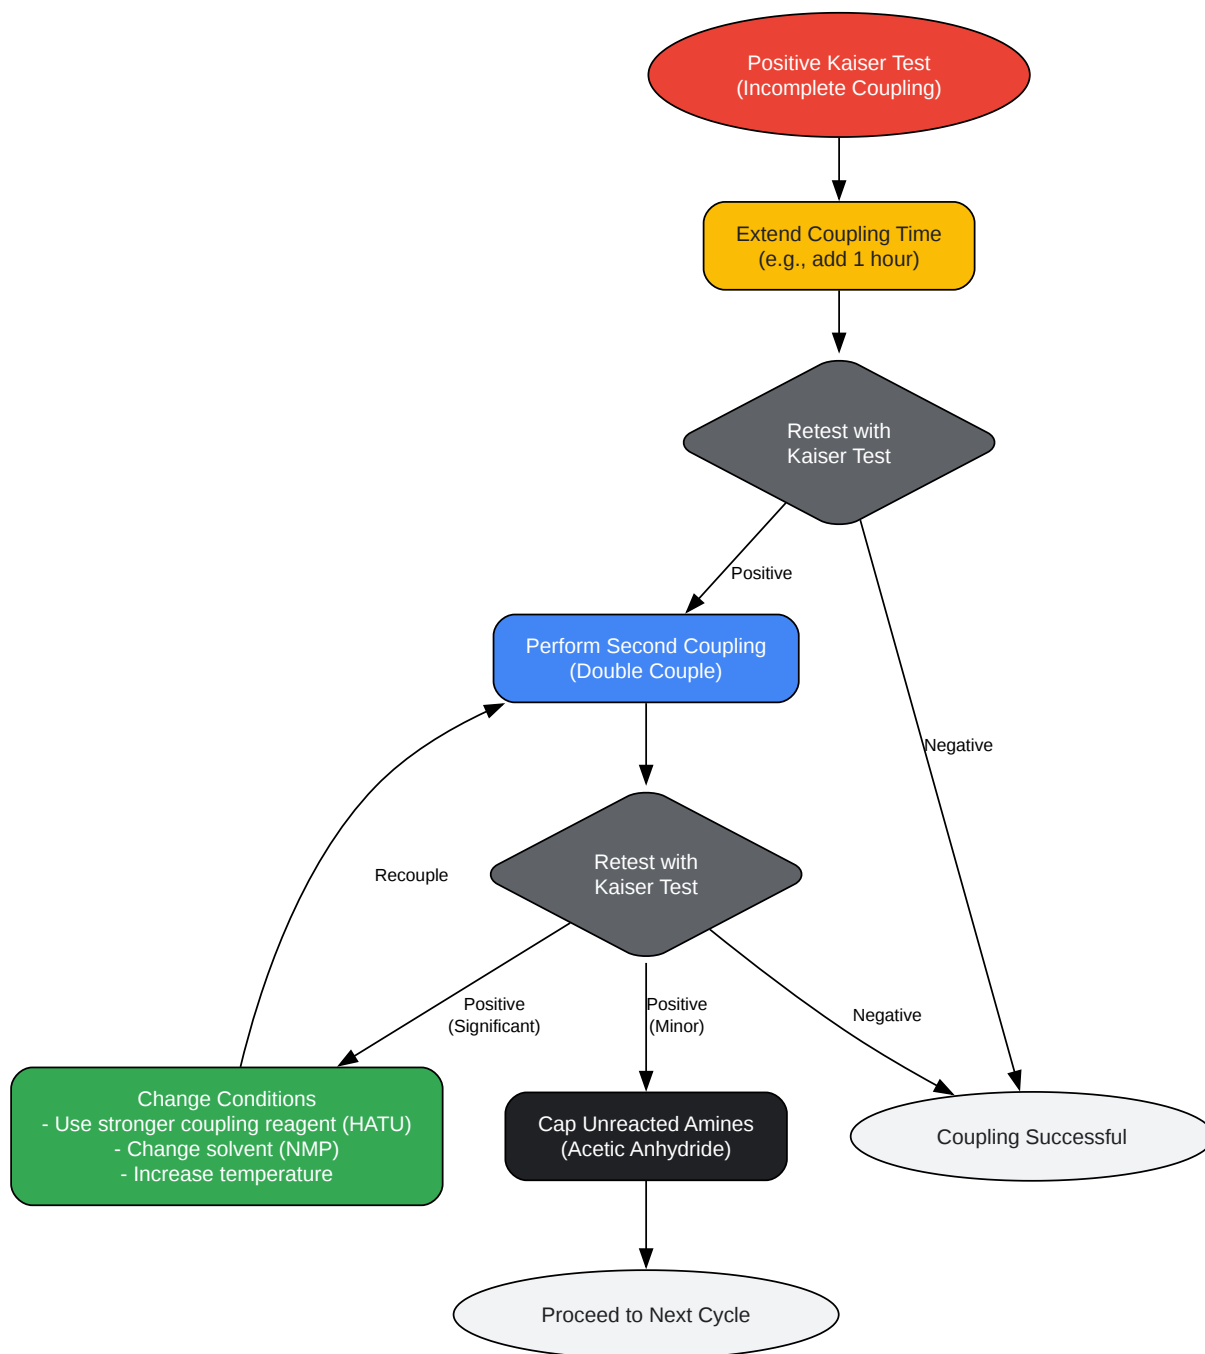 Positive Kaiser Test
(Incomplete Coupling)
Extend Coupling Time
(e.g., add 1 hour)
Retest with
Kaiser Test
Positive
Perform Second Coupling
(Double Couple)
Negative
Retest with
Kaiser Test
Recouple
Positive
(Significant)
Positive
(Minor)
Negative
Change Conditions
- Use stronger coupling reagent (HATU)
- Change solvent (NMP)
- Increase temperature
Cap Unreacted Amines
(Acetic Anhydride)
Coupling Successful
Proceed to Next Cycle